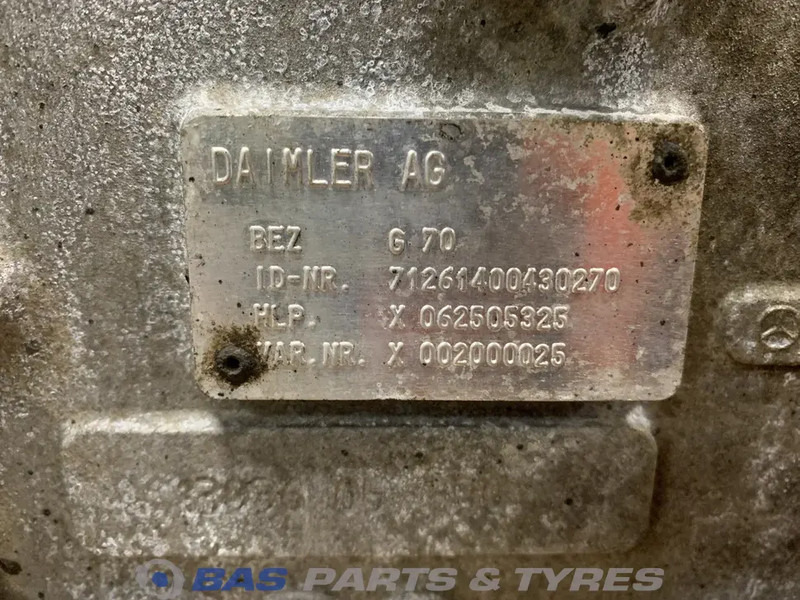 DAIMLER AG
BEZ G 70
ID-NR. 71261400430270
HLP. X 062505325
VAR.NR. X 002000025
BAS PARTS & TYRES